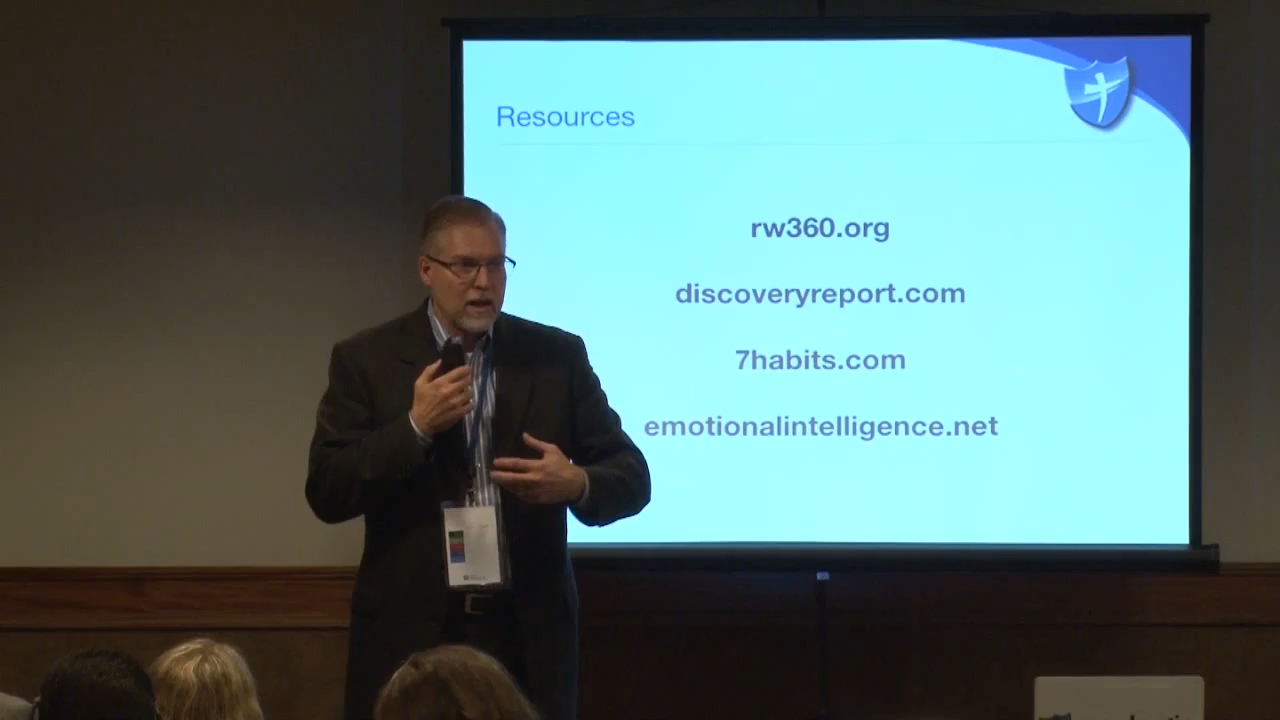 Resources
rw360.org
discoveryreport.com
7habits.com
emotionalintelligence.net